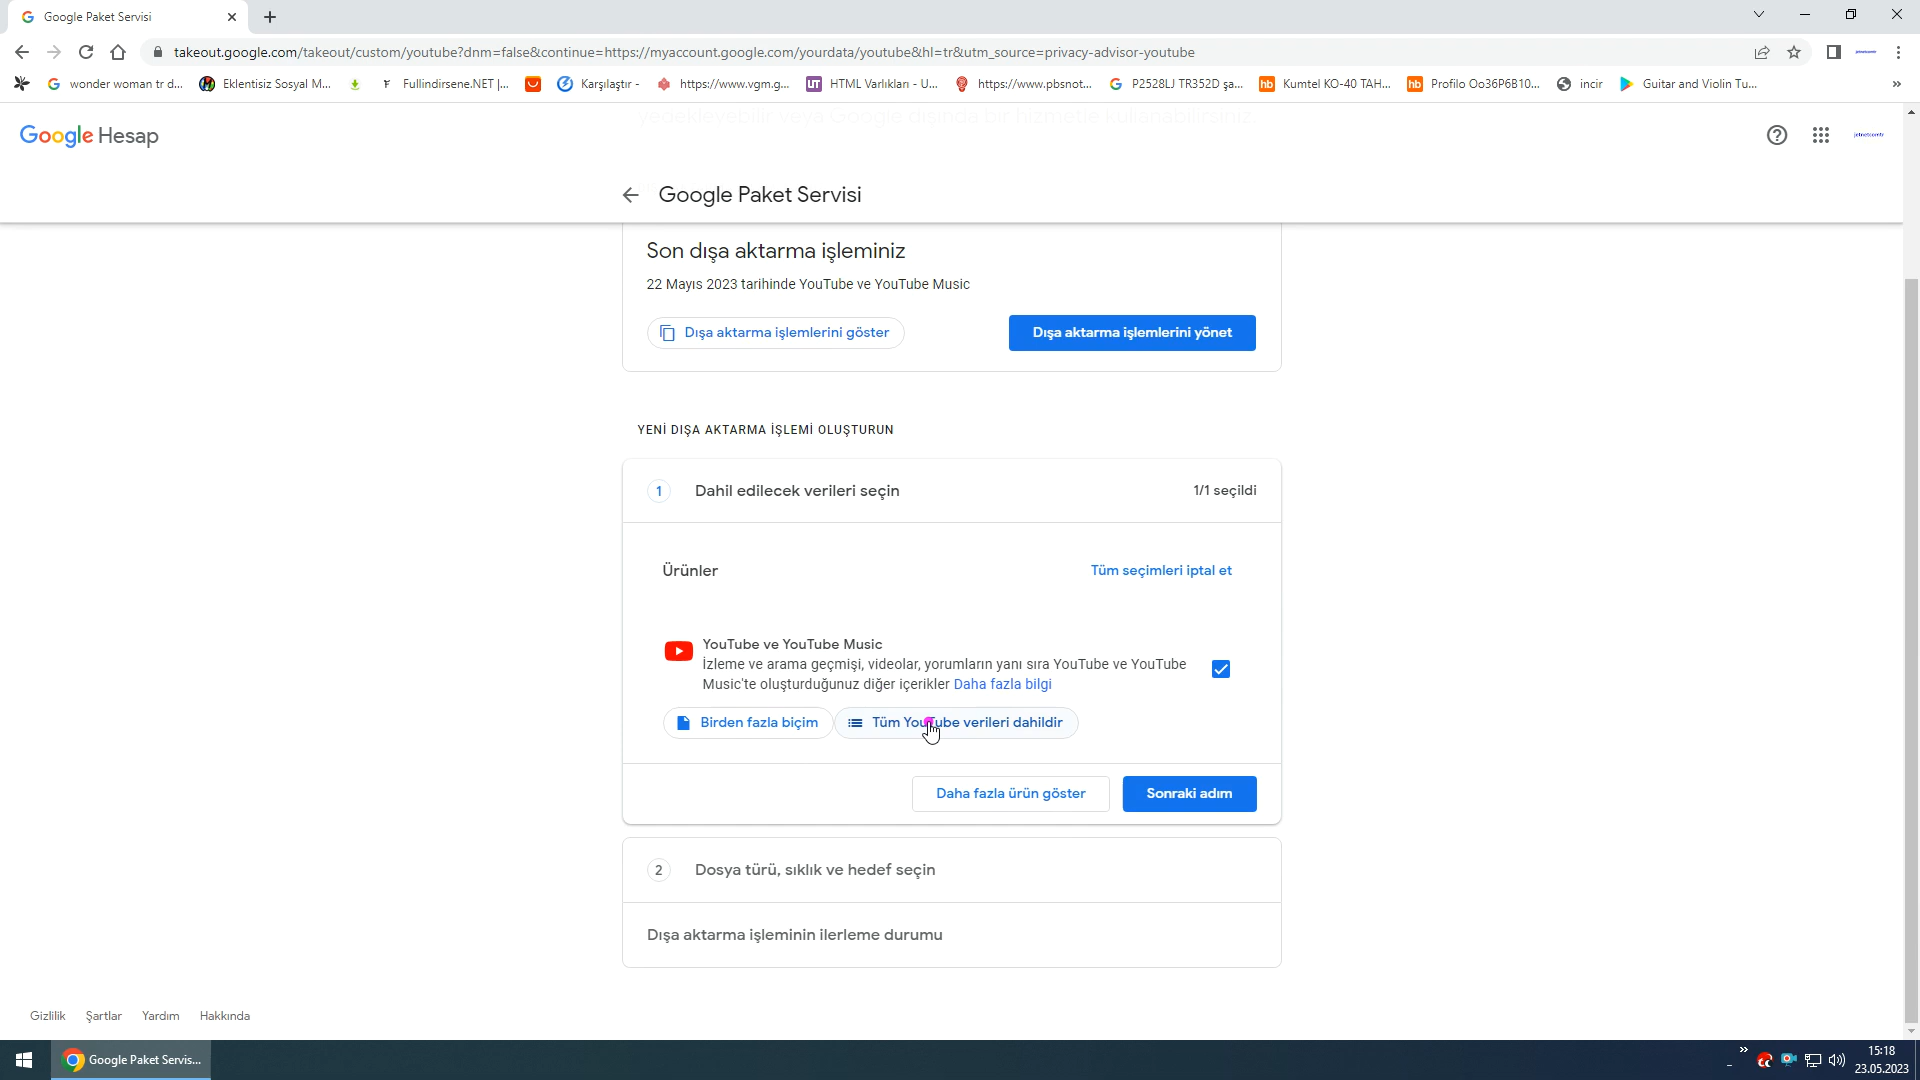 Google Paket Servisi
takeout.google.com/takeout/custom/youtube?dnm=false&continue=https://myaccount.google.com/yourdata/youtube&hl=tr&utm_source=privacy-advisor-youtube
wonder woman tr d...
Eklentisiz Sosyal M...
Fullindirsene.NET |...
Karşılaştır -
https://www.vgm.g...
HTML Varlıkları - U...
https://www.pbsnot...
P2528LJ TR352D şa...
Kumtel KO-40 TAH...
Profilo Oo36P6B10...
incir
Guitar and Violin Tu...
yedekleyebilir veya Google dışında bir hizmetle kullanabilirsiniz.
Google Hesap
jetnetcomtr
Google Paket Servisi
Son dışa aktarma işleminiz
22 Mayıs 2023 tarihinde YouTube ve YouTube Music
Dışa aktarma işlemlerini göster
Dışa aktarma işlemlerini yönet
YENİ DIŞA AKTARMA İŞLEMİ OLUŞTURUN
1 Dahil edilecek verileri seçin 1/1 seçildi
Ürünler
Tüm seçimleri iptal et
YouTube ve YouTube Music
İzleme ve arama geçmişi, videolar, yorumların yanı sıra YouTube ve YouTube
Music'te oluşturduğunuz diğer içerikler Daha fazla bilgi
Birden fazla biçim
Tüm YouTube verileri dahildir
Daha fazla ürün göster
Sonraki adım
2 Dosya türü, sıklık ve hedef seçin
Dışa aktarma işleminin ilerleme durumu
Gizlilik Şartlar Yardım Hakkında
Google Paket Servis...
15:18
23.05.2023